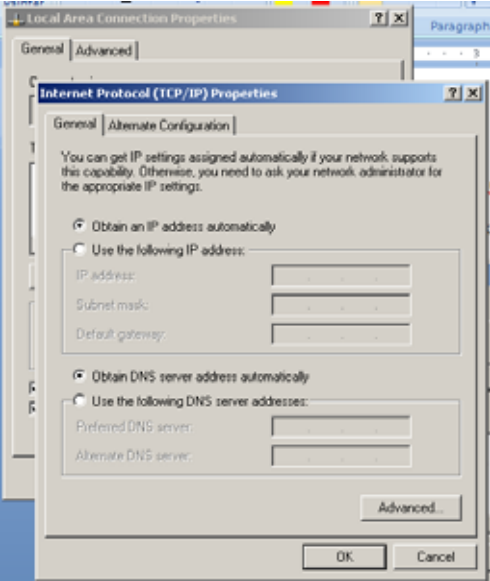 Local Area Connection Properties
Paragraph
General Advanced
3
Internet Protocol (TCP/IP) Properties
General Alternate Configuration
You can get IP settings assigned automatically if your network supports
this capability. Otherwise, you need to ask your network administrator for
the appropriate IP settings.
Obtain an IP address automatically
Use the following IP address:
IP address:
Subnet mask:
Default gateway:
Obtain DNS server address automatically
Use the following DNS server addresses:
Preferred DNS server:
Alternate DNS server:
Advanced...
OK Cancel